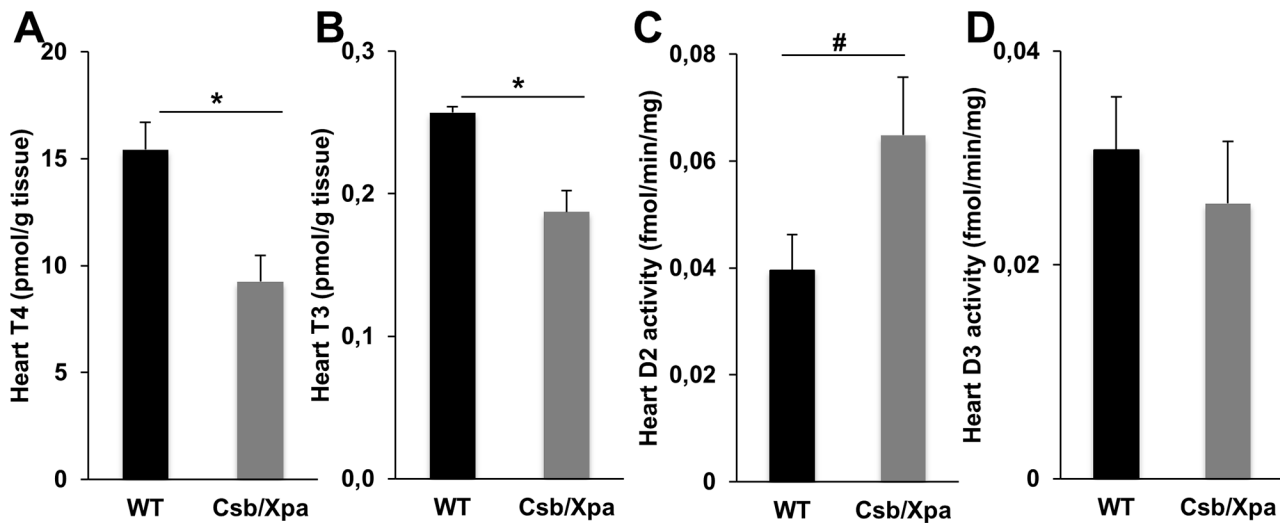 A
Heart T4 (pmol/g tissue)
20
15
10
5
0
*
WT
Csb/Xpa
B
Heart T3 (pmol/g tissue)
0,3
0,2
0,1
0,0
*
WT
Csb/Xpa
C
Heart D2 activity (fmol/min/mg)
0,08
0,06
0,04
0,02
0
#
WT
Csb/Xpa
D
Heart D3 activity (fmol/min/mg)
0,04
0,02
0
WT
Csb/Xpa